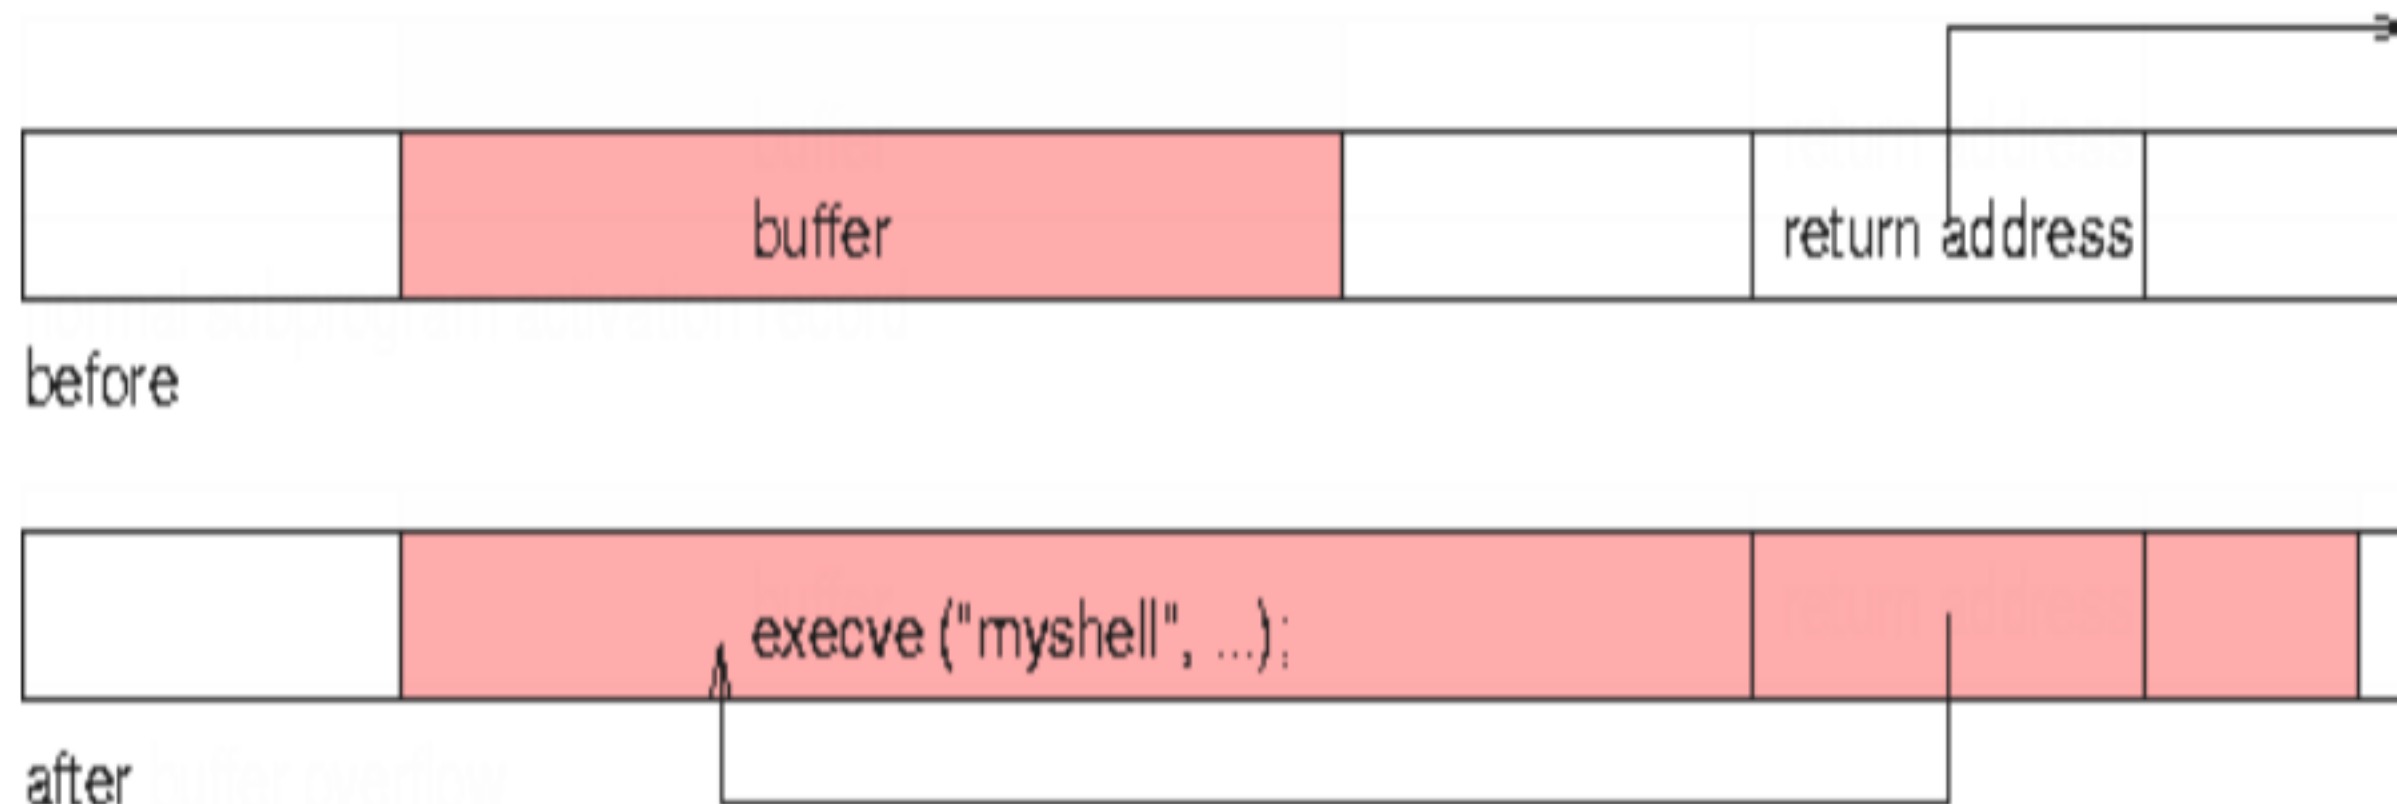 buffer
return address
before
execve ("myshell", ...);
after